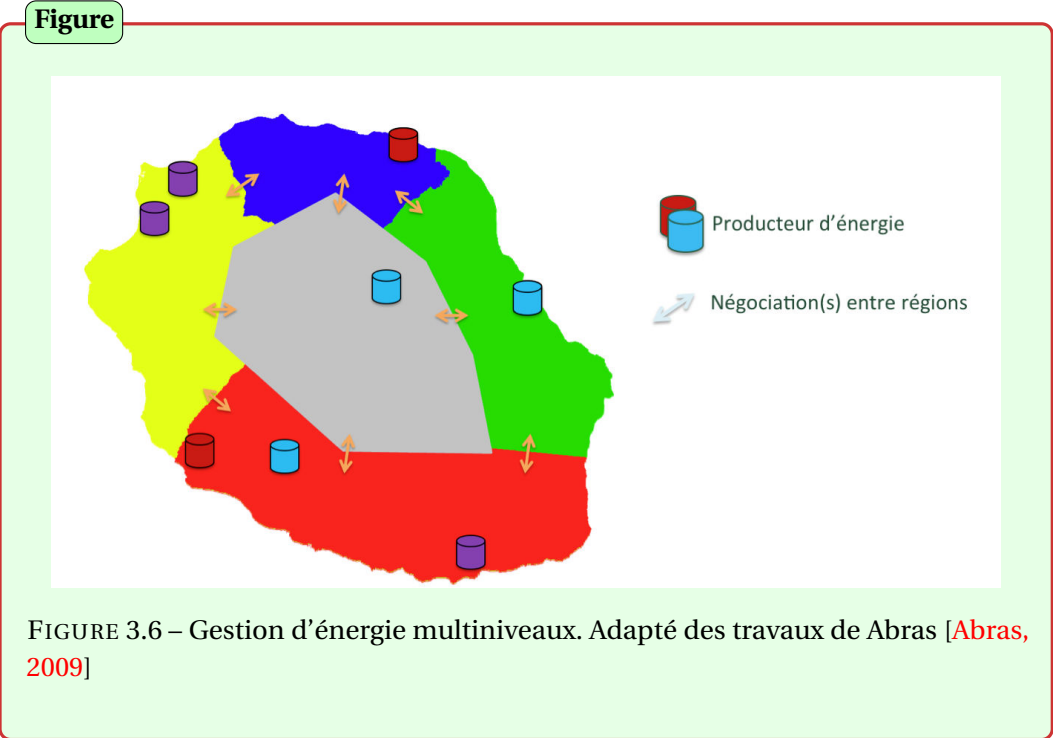 Figure
Producteur d'énergie
Négociation(s) entre régions
FIGURE 3.6 – Gestion d'énergie multiniveaux. Adapté des travaux de Abras [Abras,
2009]